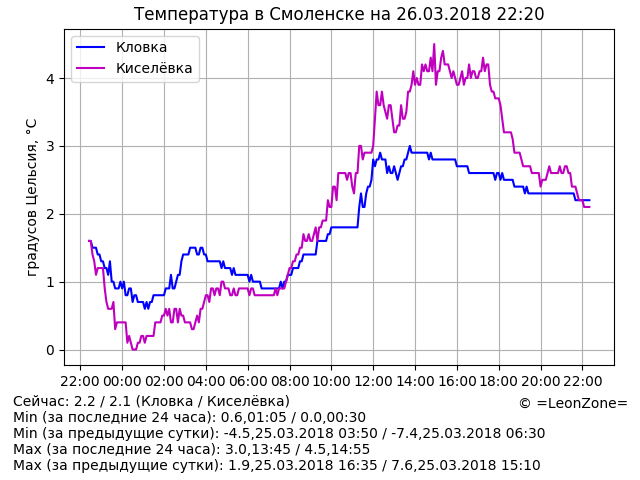 Температура в Смоленске на 26.03.2018 22:20
Кловка
Киселёвка
градусов Цельсия, °C
4
3
2
1
0
22:00 00:00 02:00 04:00 06:00 08:00 10:00 12:00 14:00 16:00 18:00 20:00 22:00
Сейчас: 2.2 / 2.1 (Кловка / Киселёвка)
© =LeonZone=
Min (за последние 24 часа): 0.6,01:05 / 0.0,00:30
Min (за предыдущие сутки): -4.5,25.03.2018 03:50 / -7.4,25.03.2018 06:30
Max (за последние 24 часа): 3.0,13:45 / 4.5,14:55
Max (за предыдущие сутки): 1.9,25.03.2018 16:35 / 7.6,25.03.2018 15:10